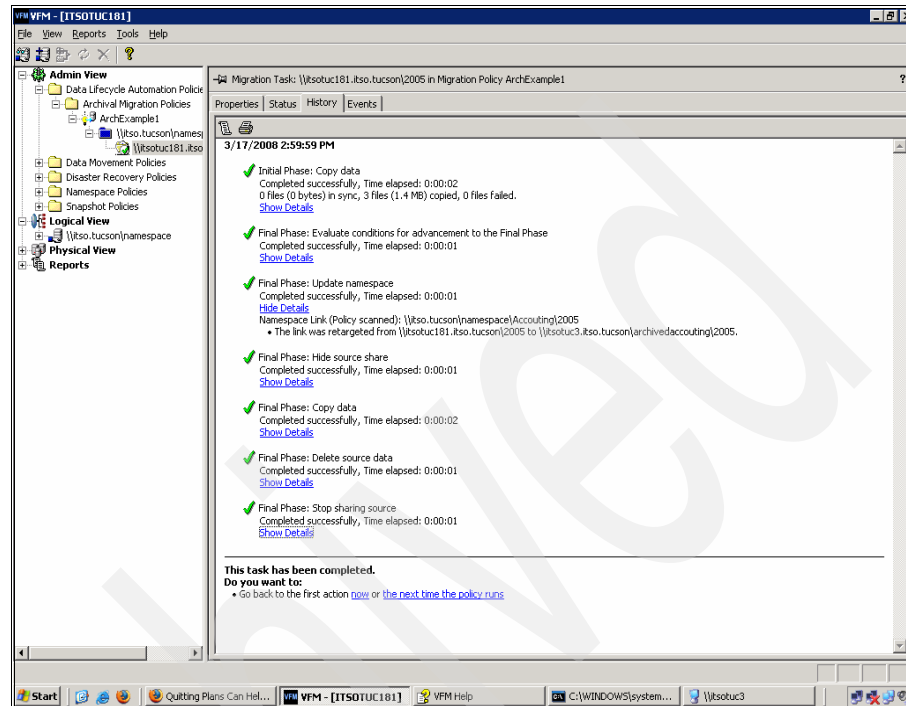 VFM - [ITSOTUC181]
File View Reports Tools Help
Admin View
Data Lifecycle Automation Policie
Archival Migration Policies
ArchExample1
\\itso.tucson\names
\\itsotuc181.itso
Data Movement Policies
Disaster Recovery Policies
Namespace Policies
Snapshot Policies
Logical View
\\itso.tucson\namespace
Physical View
Reports
Migration Task: \\itsotuc181.itso.tucson\2005 in Migration Policy ArchExample1 ?
Properties Status History Events
3/17/2008 2:59:59 PM
Initial Phase: Copy data
Completed successfully, Time elapsed: 0:00:02
0 files (0 bytes) in sync, 3 files (1.4 MB) copied, 0 files failed.
Show Details
Final Phase: Evaluate conditions for advancement to the Final Phase
Completed successfully, Time elapsed: 0:00:01
Show Details
Final Phase: Update namespace
Completed successfully, Time elapsed: 0:00:01
Hide Details
Namespace Link (Policy scanned): \\itso.tucson\namespace\Accouting\2005
• The link was retargeted from \\itsotuc181.itso.tucson\2005 to \\itsotuc3.itso.tucson\archivedaccouting\2005.
Final Phase: Hide source share
Completed successfully, Time elapsed: 0:00:01
Show Details
Final Phase: Copy data
Completed successfully, Time elapsed: 0:00:02
Show Details
Final Phase: Delete source data
Completed successfully, Time elapsed: 0:00:01
Show Details
Final Phase: Stop sharing source
Completed successfully, Time elapsed: 0:00:01
Show Details
This task has been completed.
Do you want to:
• Go back to the first action now or the next time the policy runs
Start Quitting Plans Can Hel... VFM - [ITSOTUC181] VFM Help C:\WINDOWS\system... \\itsotuc3
hived